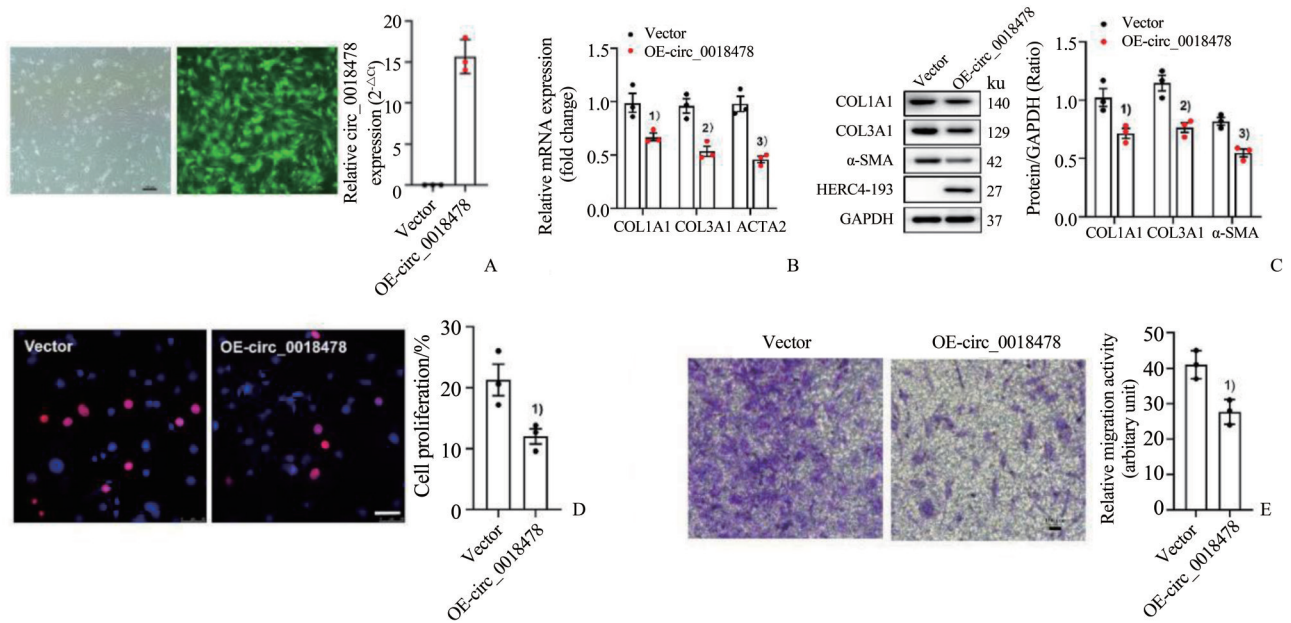 Relative circ_0018478
expression (2-ΔCt)
20
15
10
5
0
Vector
OE-circ_0018478
A
Relative mRNA expression
(fold change)
Vector
OE-circ_0018478
1.5
1.0
0.5
0.0
1)
2)
3)
COL1A1 COL3A1 ACTA2
B
Vector
OE-circ_0018478
ku
COL1A1 140
COL3A1 129
α-SMA 42
HERC4-193 27
GAPDH 37
Protein/GAPDH (Ratio)
Vector
OE-circ_0018478
1.5
1.0
0.5
0.0
1)
2)
3)
COL1A1 COL3A1 α-SMA
C
Vector
OE-circ_0018478
Cell proliferation/%
30
20
10
0
1)
Vector
OE-circ_0018478
D
Vector
OE-circ_0018478
Relative migration activity
(arbitary unit)
50
40
30
20
10
0
1)
Vector
OE-circ_0018478
E